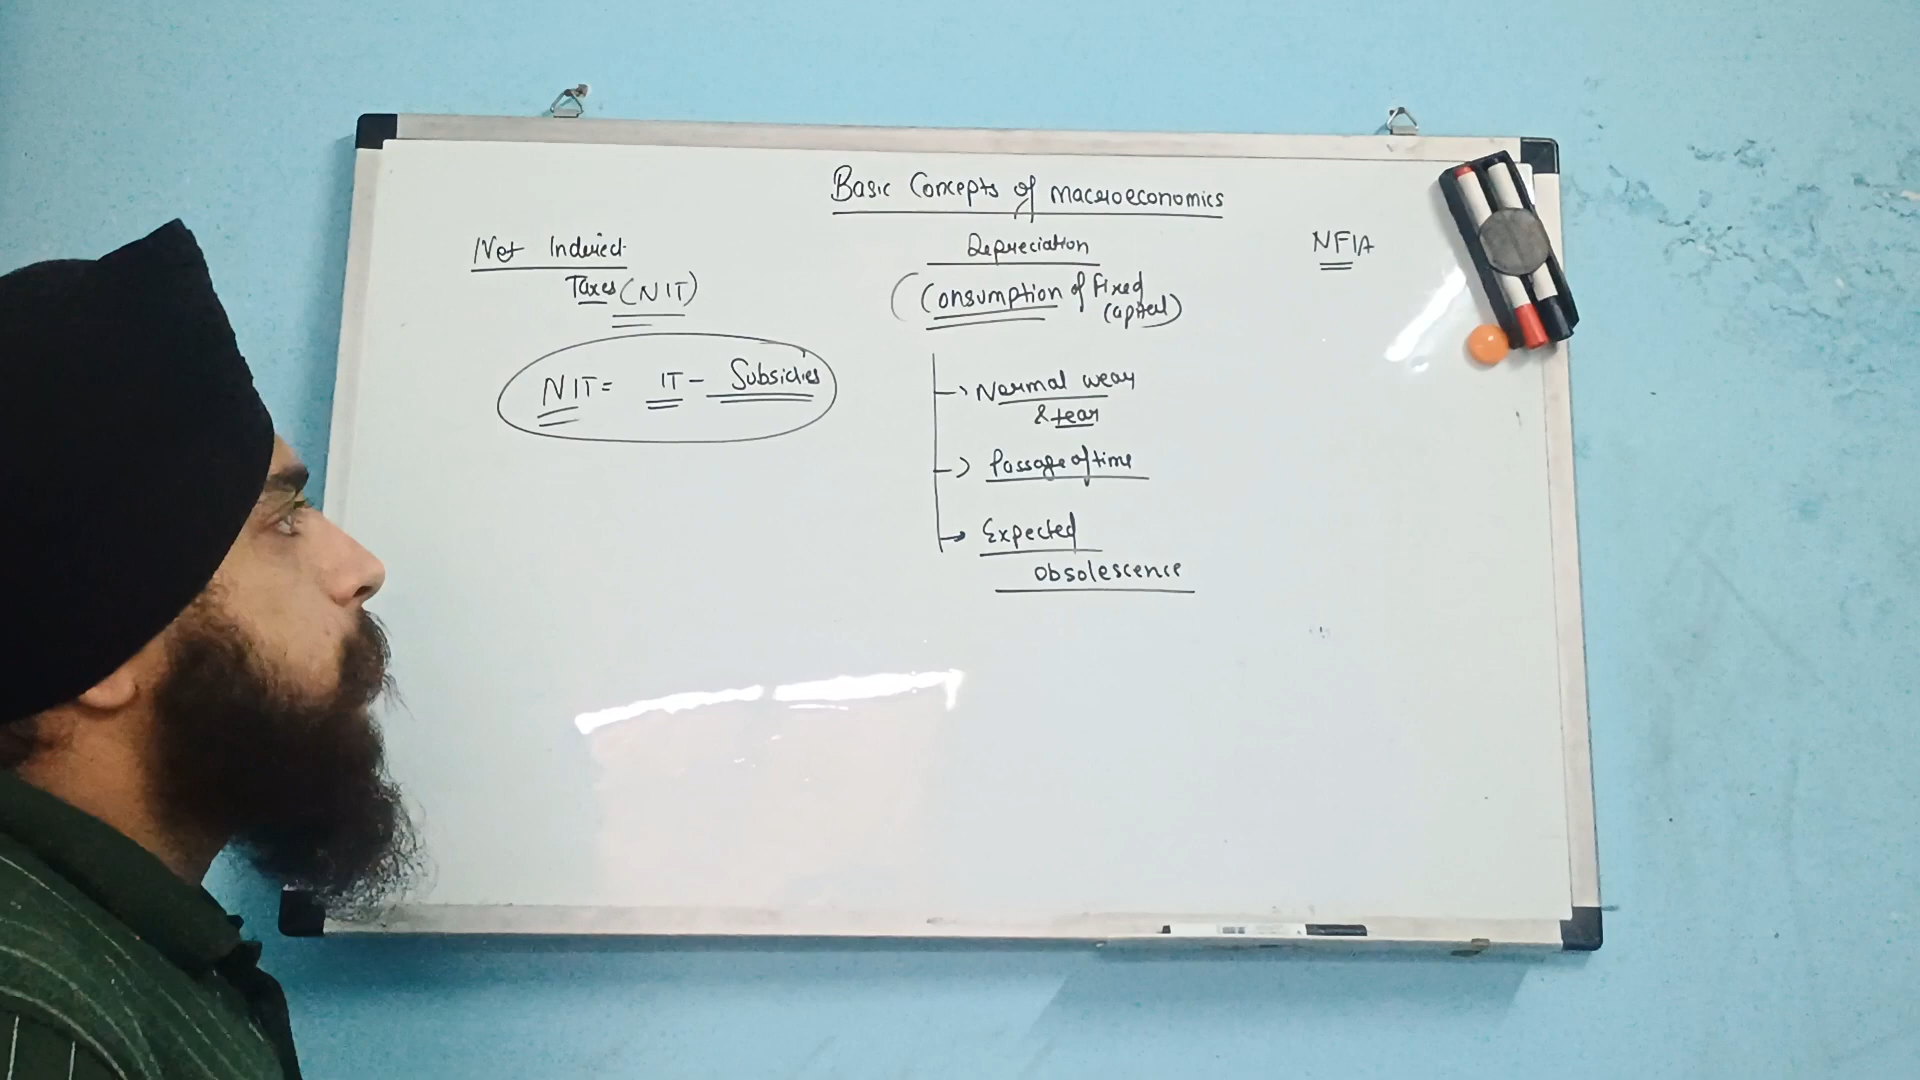 Basic Concepts of Macroeconomics
Net Indirect
Taxes (NIT)
NIT = IT - Subsidies
Depreciation
(Consumption of Fixed
Capital)
Normal wear
& tear
Passage of time
Expected
Obsolescence
NFIA